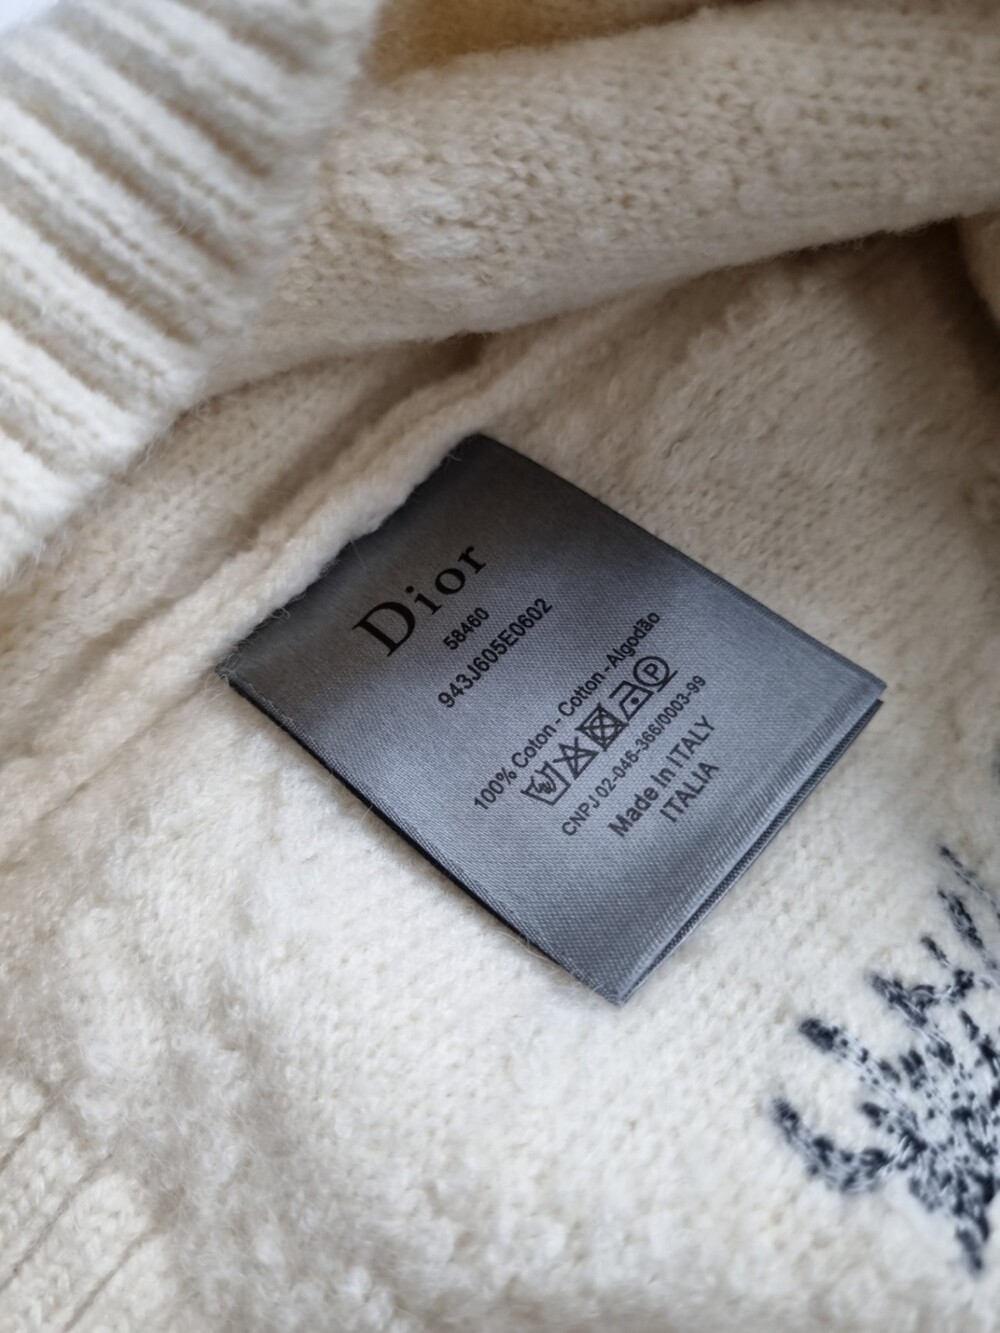 Dior
58460
943J605E0602
100% Coton - Cotton - Algodão
CNPJ 02-046-366/0003-99
Made In ITALY
ITALIA